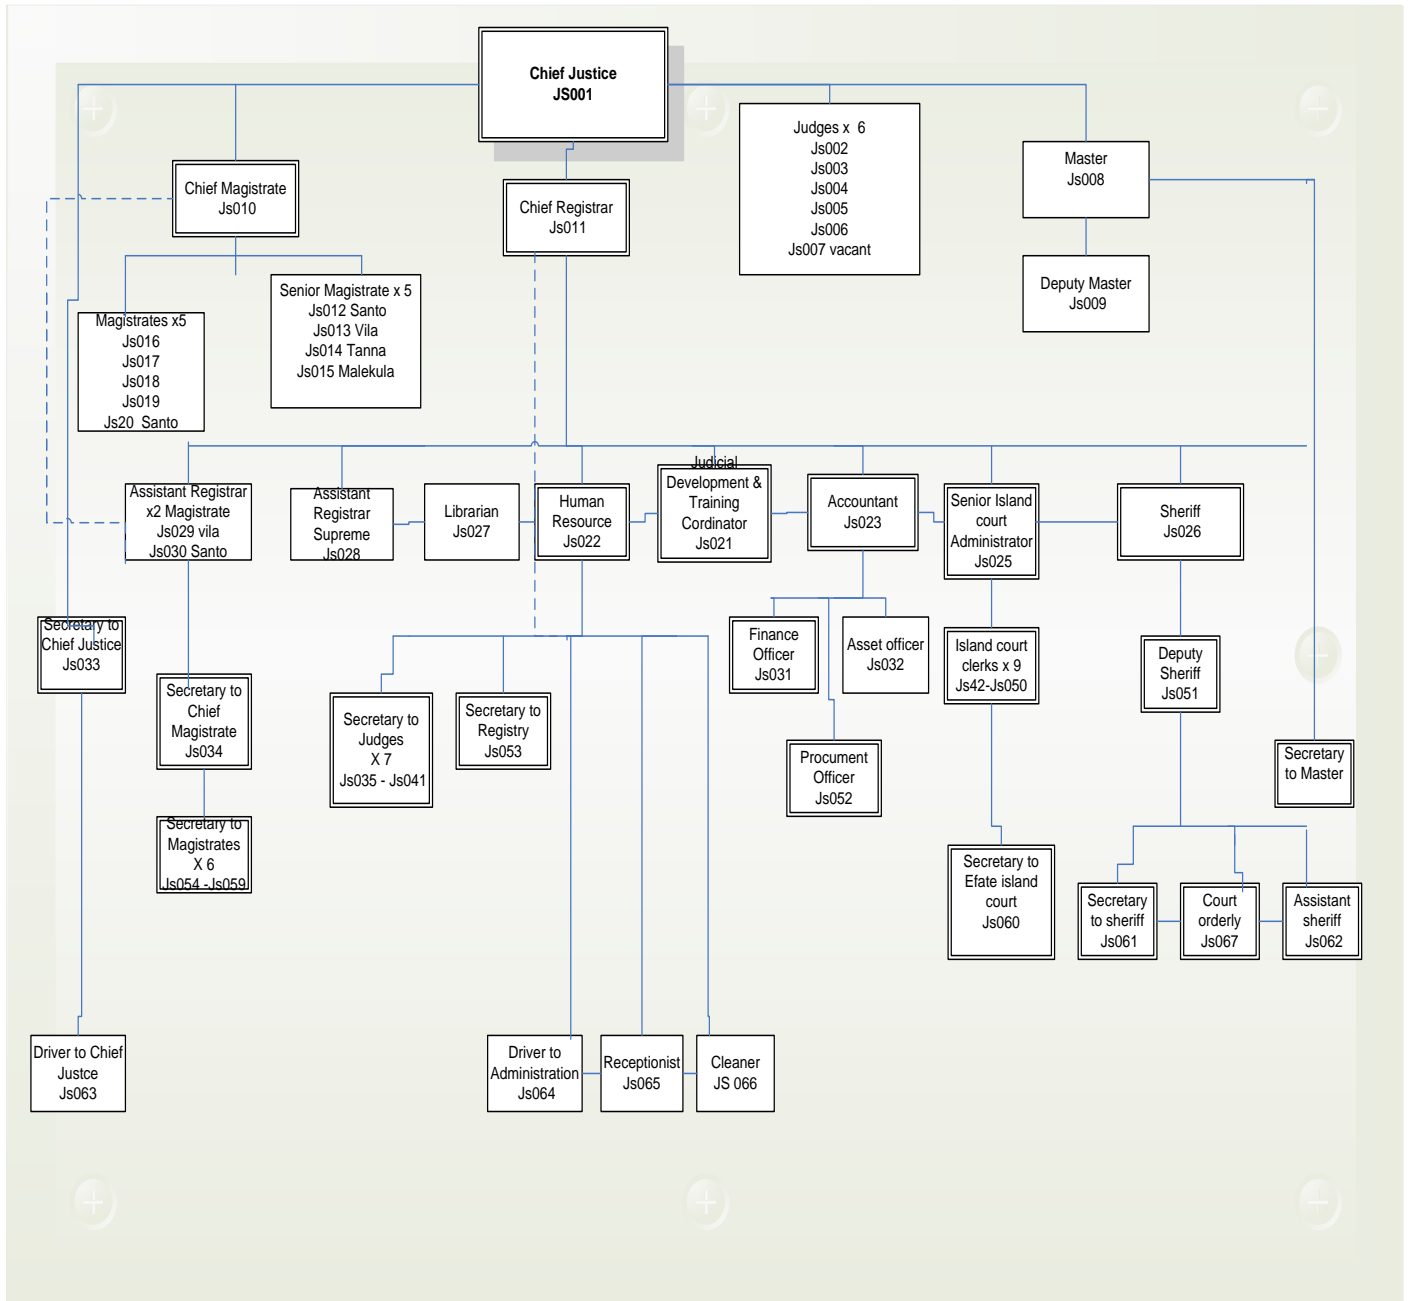 Chief Justice
JS001
Judges x  6
Js002
Js003
Js004
Js005
Js006
Js007 vacant
Master
Js008
Chief Magistrate
Js010
Chief Registrar
Js011
Deputy Master
Js009
Senior Magistrate x 5
Js012 Santo
Js013 Vila
Js014 Tanna
Js015 Malekula
Magistrates x5
Js016
Js017
Js018
Js019
Js20  Santo
Assistant Registrar
x2 Magistrate
Js029 vila
Js030 Santo
Assistant
Registrar
Supreme
Js028
Librarian
Js027
Human
Resource
Js022
Judicial
Development &
Training
Cordinator
Js021
Accountant
Js023
Senior Island
court
Administrator
Js025
Sheriff
Js026
Secretary to
Chief Justice
Js033
Finance
Officer
Js031
Asset officer
Js032
Island court
clerks x 9
Js42-Js050
Deputy
Sheriff
Js051
Secretary to
Chief
Magistrate
Js034
Secretary to
Judges
X 7
Js035 - Js041
Secretary to
Registry
Js053
Procument
Officer
Js052
Secretary
to Master
Secretary to
Magistrates
X 6
Js054 -Js059
Secretary to
Efate island
court
Js060
Secretary
to sheriff
Js061
Court
orderly
Js067
Assistant
sheriff
Js062
Driver to Chief
Justce
Js063
Driver to
Administration
Js064
Receptionist
Js065
Cleaner
JS 066